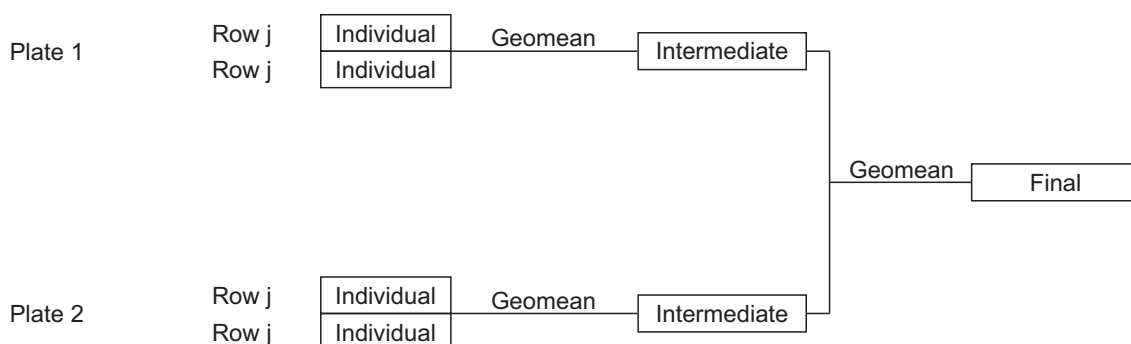 Plate 1
Row j
Individual
Row j
Individual
Geomean
Intermediate
Geomean
Final
Plate 2
Row j
Individual
Row j
Individual
Geomean
Intermediate